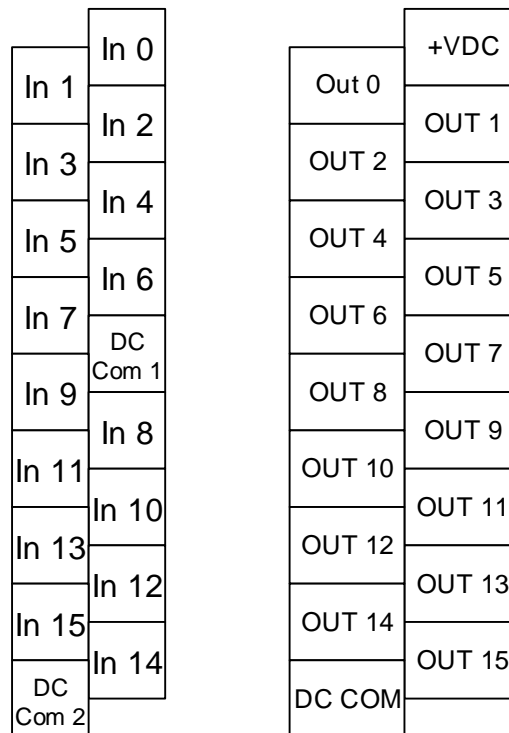 In 0
In 1
In 2
In 3
In 4
In 5
In 6
In 7
DC
Com 1
In 9
In 8
In 11
In 10
In 13
In 12
In 15
In 14
DC
Com 2
+VDC
Out 0
OUT 1
OUT 2
OUT 3
OUT 4
OUT 5
OUT 6
OUT 7
OUT 8
OUT 9
OUT 10
OUT 11
OUT 12
OUT 13
OUT 14
OUT 15
DC COM